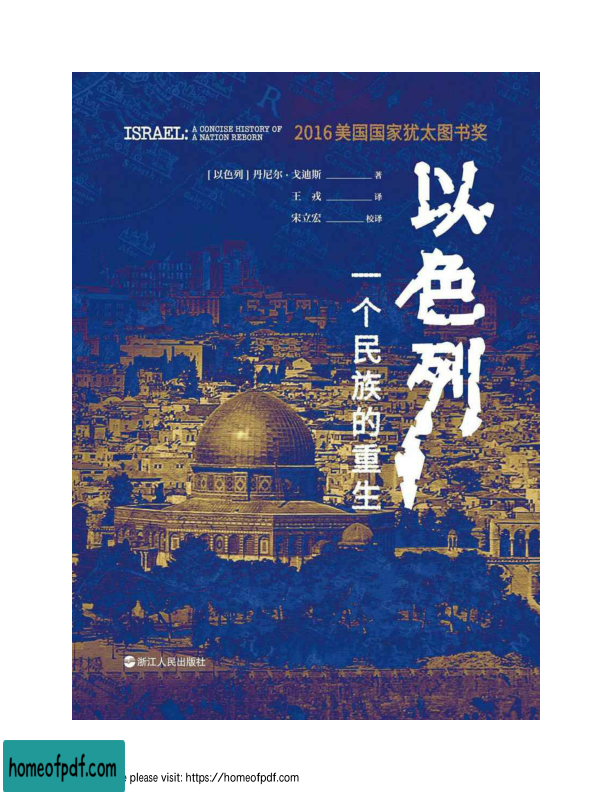 ISRAEL: A CONCISE HISTORY OF
A NATION REBORN
2016美国国家犹太图书奖
[以色列] 丹尼尔·戈迪斯 著
王 戎 译
宋立宏 校译
以色列
一个民族的重生
浙江人民出版社
homeofpdf.com
please visit: https://homeofpdf.com